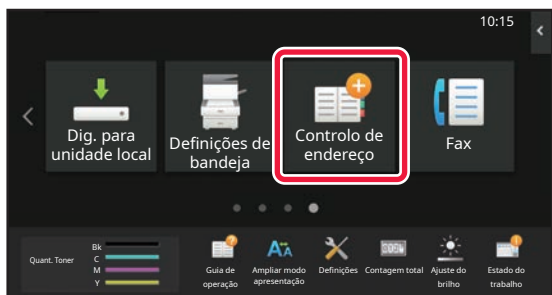 10:15
Dig. para
unidade local
Definições de
bandeja
Controlo de
endereço
Fax
Quant. Toner
Bk
C
M
Y
Guia de
operação
Ampliar modo
apresentação
Definições
Contagem total
Ajuste do
brilho
Estado do
trabalho